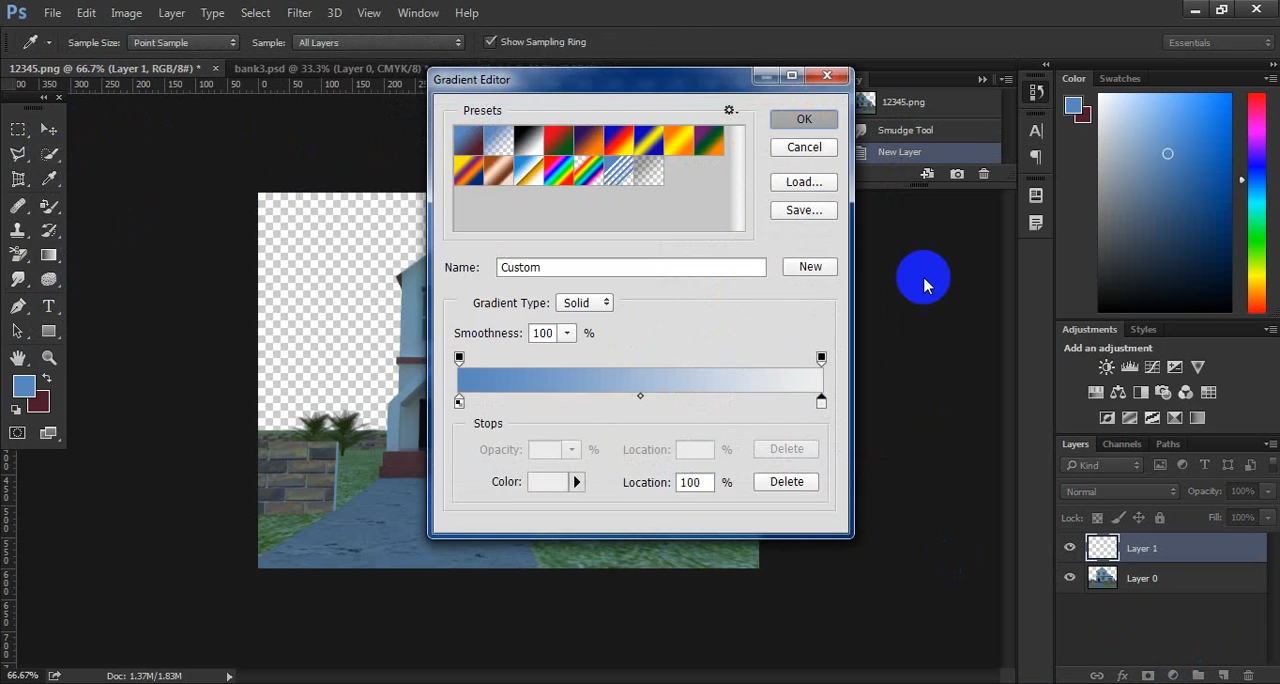 Ps File Edit Image Layer Type Select Filter 3D View Window Help
Sample Size: Point Sample Sample: All Layers Show Sampling Ring Essentials
12345.png @ 66.7% (Layer 1, RGB/8#) * × bank3.psd @ 33.3% (Layer 0, CMYK/8) *
Gradient Editor
Presets
OK
Cancel
Load...
Save...
Name: Custom New
Gradient Type: Solid
Smoothness: 100 %
Stops
Opacity: % Location: % Delete
Color: Location: 100 % Delete
12345.png
Smudge Tool
New Layer
Color Swatches
Adjustments Styles
Add an adjustment
Layers Channels Paths
Kind
Normal Opacity: 100%
Lock: Fill: 100%
Layer 1
Layer 0
66.67% Doc: 1.37M/1.83M